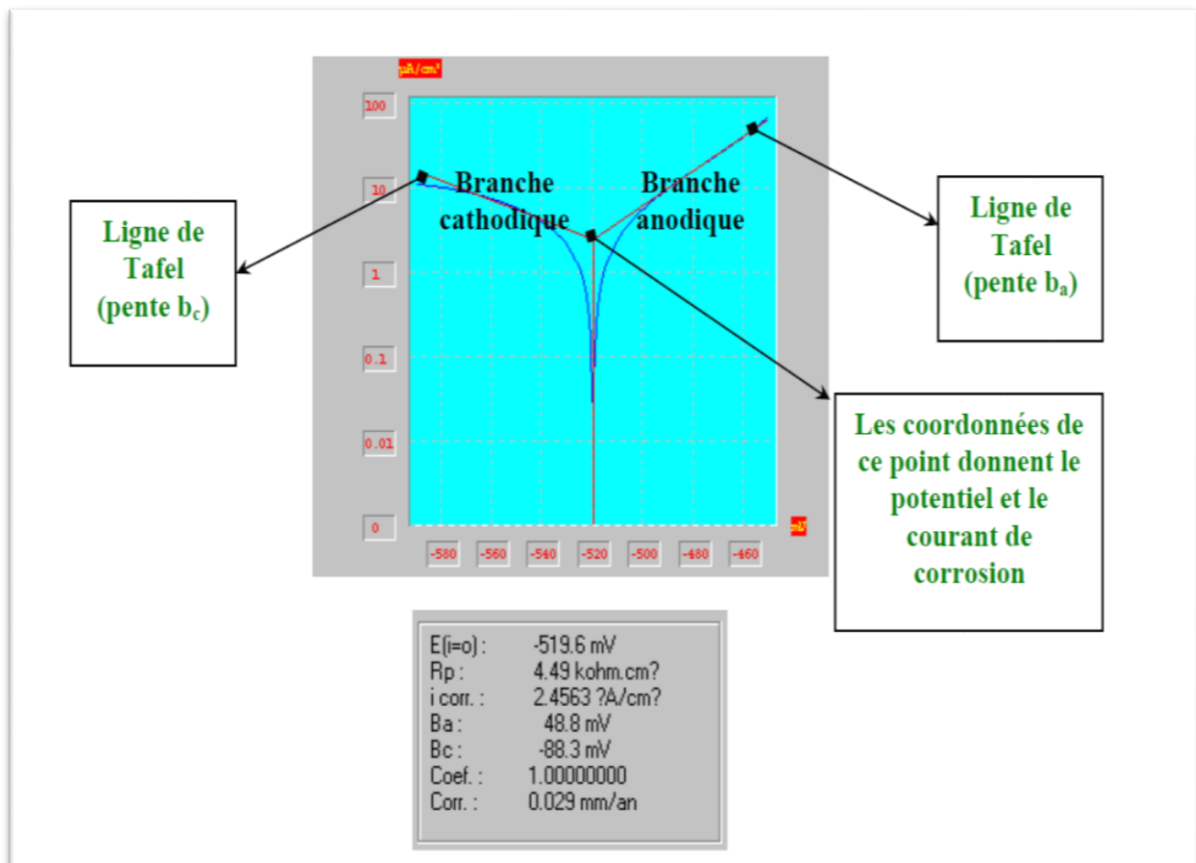 µA/cm²
100
10
1
0.1
0.01
0
-580
-560
-540
-520
-500
-480
-460
mV
Branche
cathodique
Branche
anodique
Ligne de
Tafel
(pente bc)
Ligne de
Tafel
(pente ba)
Les coordonnées de
ce point donnent le
potentiel et le
courant de
corrosion
E(i=o) : -519.6 mV
Rp : 4.49 kohm.cm?
i corr. : 2.4563 ?A/cm?
Ba : 48.8 mV
Bc : -88.3 mV
Coef. : 1.00000000
Corr. : 0.029 mm/an